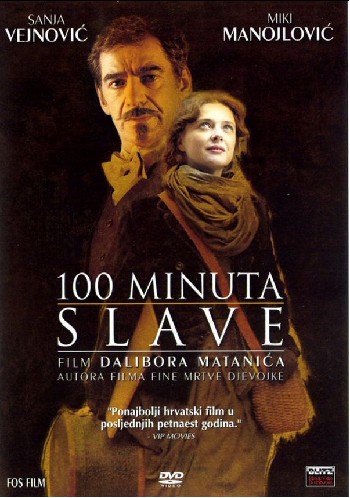 SANJA
VEJNOVIĆ
MIKI
MANOJLOVIĆ
100 MINUTA
SLAVE
FILM DALIBORA MATANIĆA
AUTORA FILMA FINE MRTVE DJEVOJKE
"Ponajbolji hrvatski film u
posljednjih petnaest godina."
VIP MOVIES
FOS FILM
DVD
VIDEO